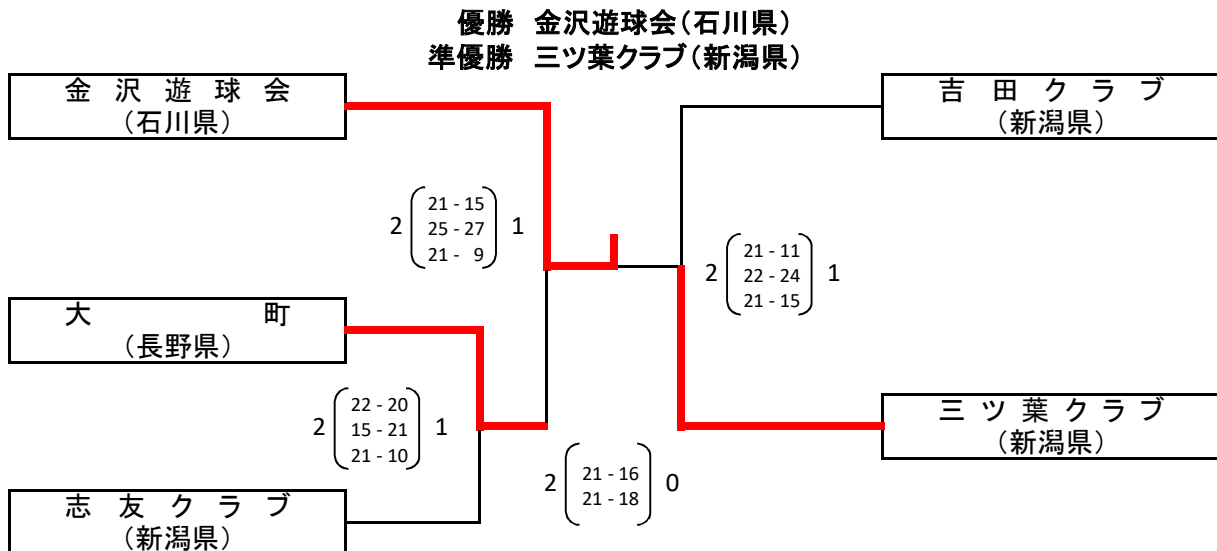 優勝 金沢遊球会(石川県)
準優勝 三ツ葉クラブ(新潟県)
金沢遊球会
(石川県)
吉田クラブ
(新潟県)
2 21 - 15 1
25 - 27
21 - 9
2 21 - 11 1
22 - 24
21 - 15
大町
(長野県)
2 22 - 20 1
15 - 21
21 - 10
三ツ葉クラブ
(新潟県)
2 21 - 16 0
21 - 18
志友クラブ
(新潟県)